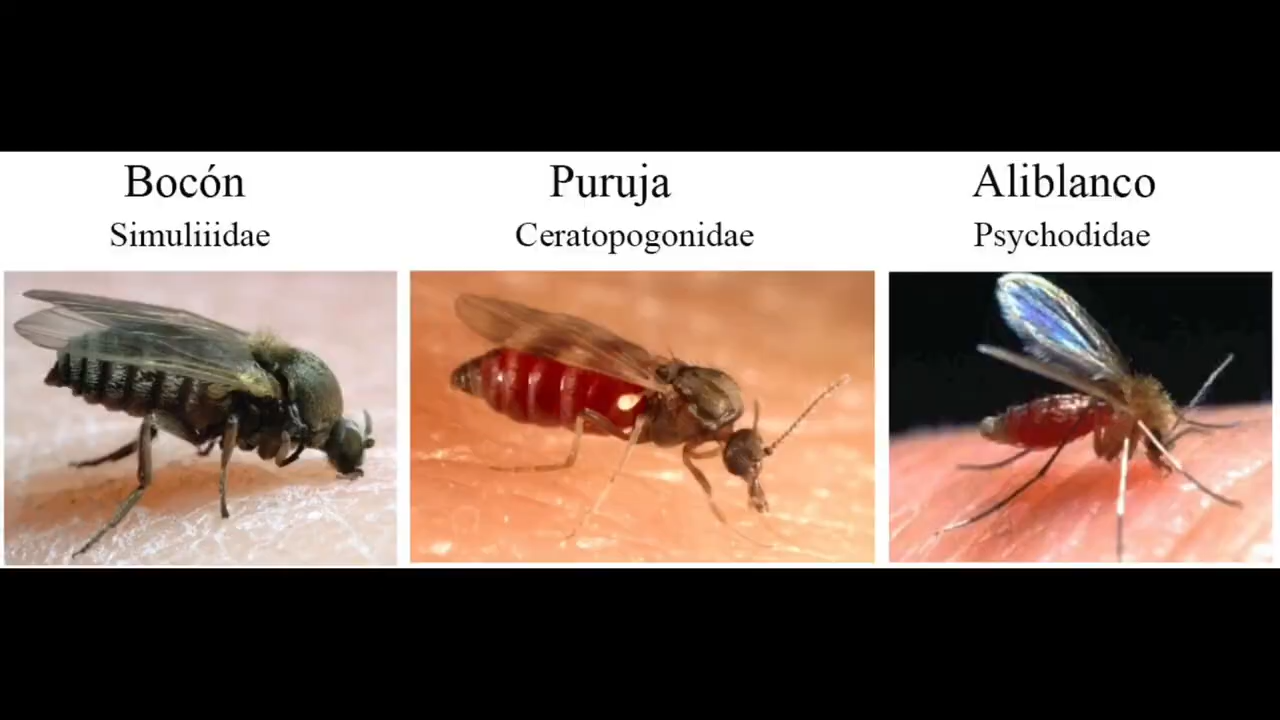 Bocón
Simuliiidae
Puruja
Ceratopogonidae
Aliblanco
Psychodidae